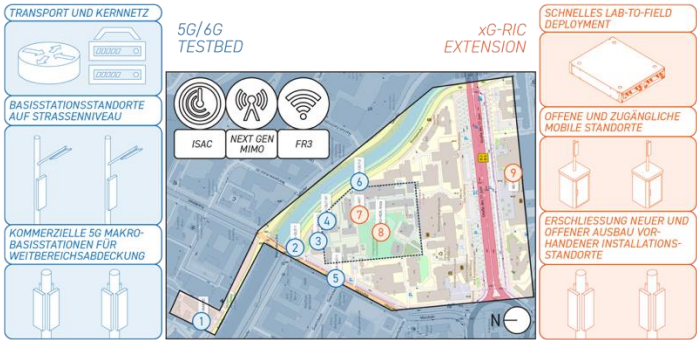 TRANSPORT UND KERNNETZ
BASISSTATIONSSTANDORTE
AUF STRASSENNIVEAU
KOMMERZIELLE 5G MAKRO-
BASISSTATIONEN FÜR
WEITBEREICHSABDECKUNG
5G/6G
TESTBED
xG-RIC
EXTENSION
ISAC
NEXT GEN
MIMO
FR3
1
2
3
4
5
6
7
8
9
N
SCHNELLES LAB-TO-FIELD
DEPLOYMENT
OFFENE UND ZUGÄNGLICHE
MOBILE STANDORTE
ERSCHLIESSUNG NEUER UND
OFFENER AUSBAU VOR-
HANDENER INSTALLATIONS-
STANDORTE